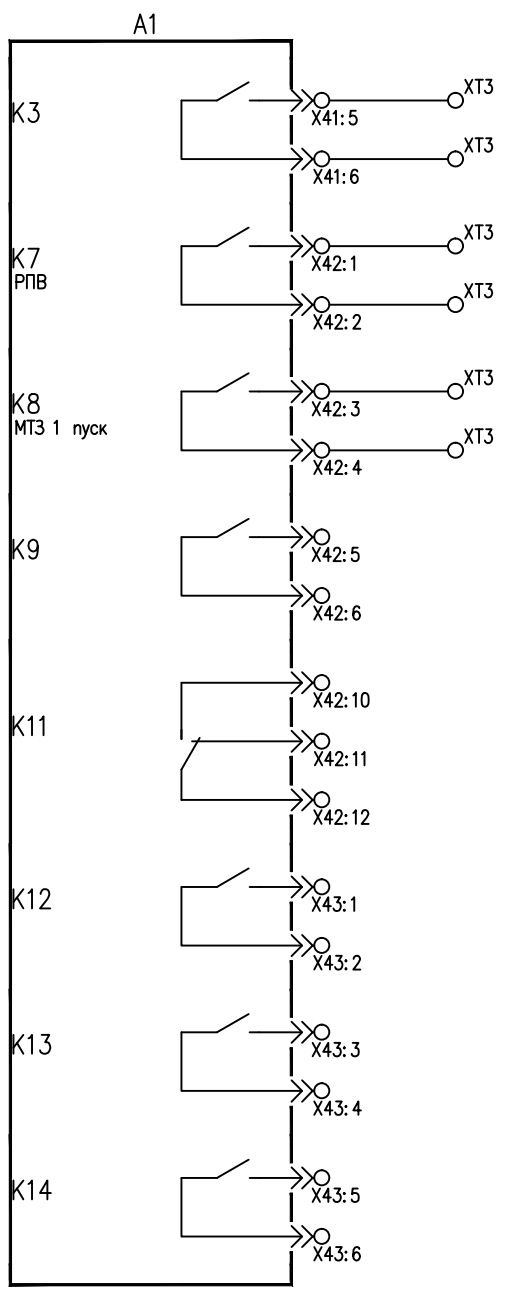 A1
K3
X41:5
XT3
X41:6
XT3
K7
РПВ
X42:1
XT3
X42:2
XT3
K8
МТЗ 1 пуск
X42:3
XT3
X42:4
XT3
K9
X42:5
X42:6
K11
X42:10
X42:11
X42:12
K12
X43:1
X43:2
K13
X43:3
X43:4
K14
X43:5
X43:6